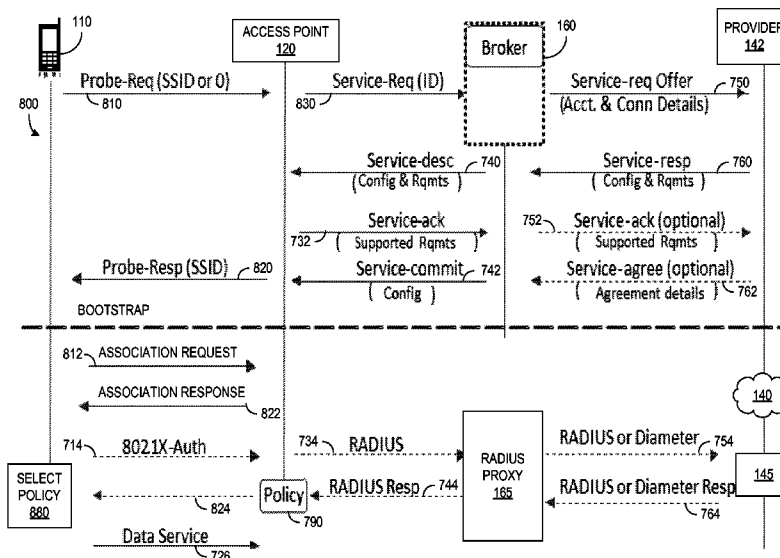 110
ACCESS POINT
120
Broker
160
PROVIDER
142
800
Probe-Req (SSID or 0)
810
Service-Req (ID)
830
Service-req Offer
750
(Acct. & Conn Details)
Service-desc
740
(Config & Rqmts)
Service-resp
760
(Config & Rqmts)
Service-ack
732
(Supported Rqmts)
752
Service-ack (optional)
(Supported Rqmts)
Probe-Resp (SSID)
820
Service-commit
742
(Config)
Service-agree (optional)
(Agreement details)
762
BOOTSTRAP
812
ASSOCIATION REQUEST
ASSOCIATION RESPONSE
822
140
714
802.1X-Auth
734
RADIUS
RADIUS
PROXY
165
RADIUS or Diameter
754
145
SELECT
POLICY
880
824
Policy
790
RADIUS Resp
744
RADIUS or Diameter Resp
764
Data Service
726